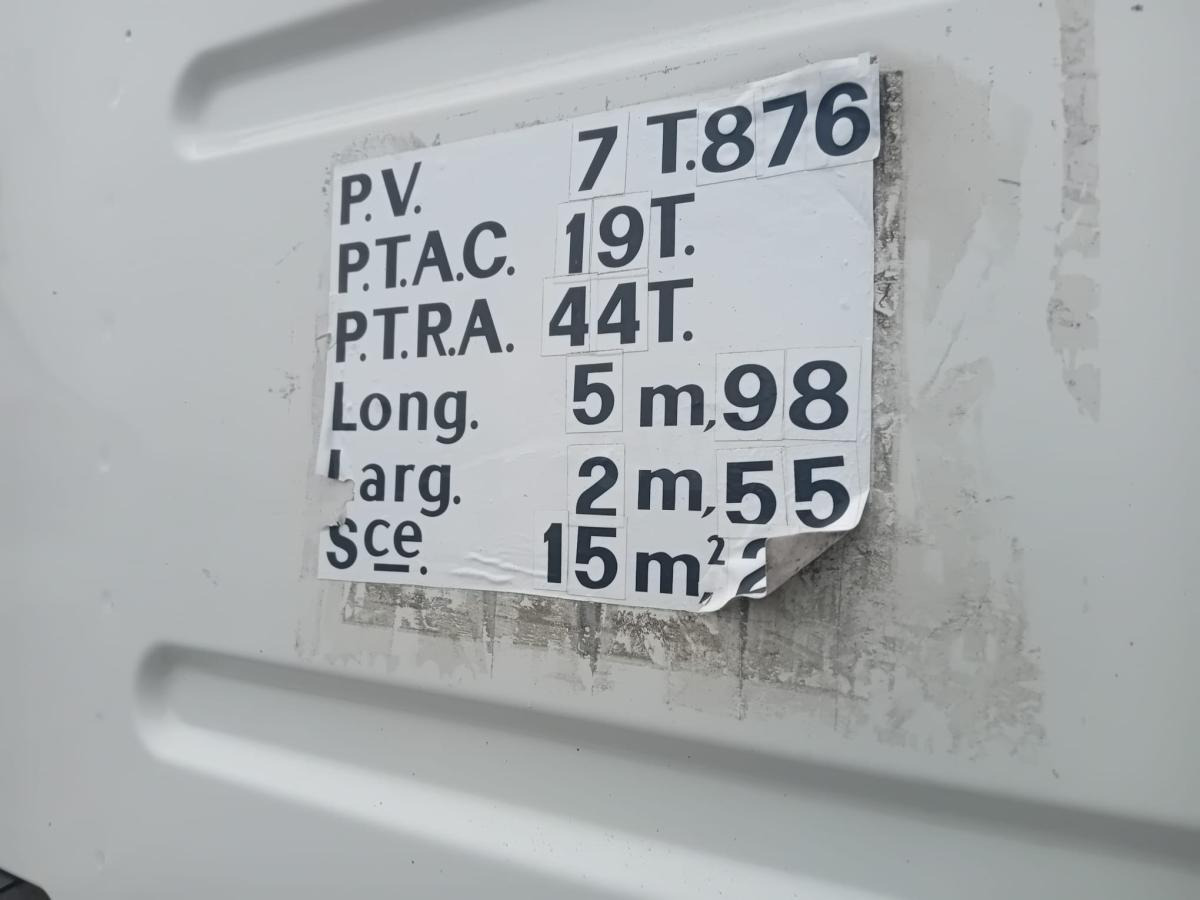 P.V. 7 T.876
P.T.A.C. 19T.
P.T.R.A. 44T.
Long. 5 m,98
Larg. 2 m,55
Sce. 15 m²,2